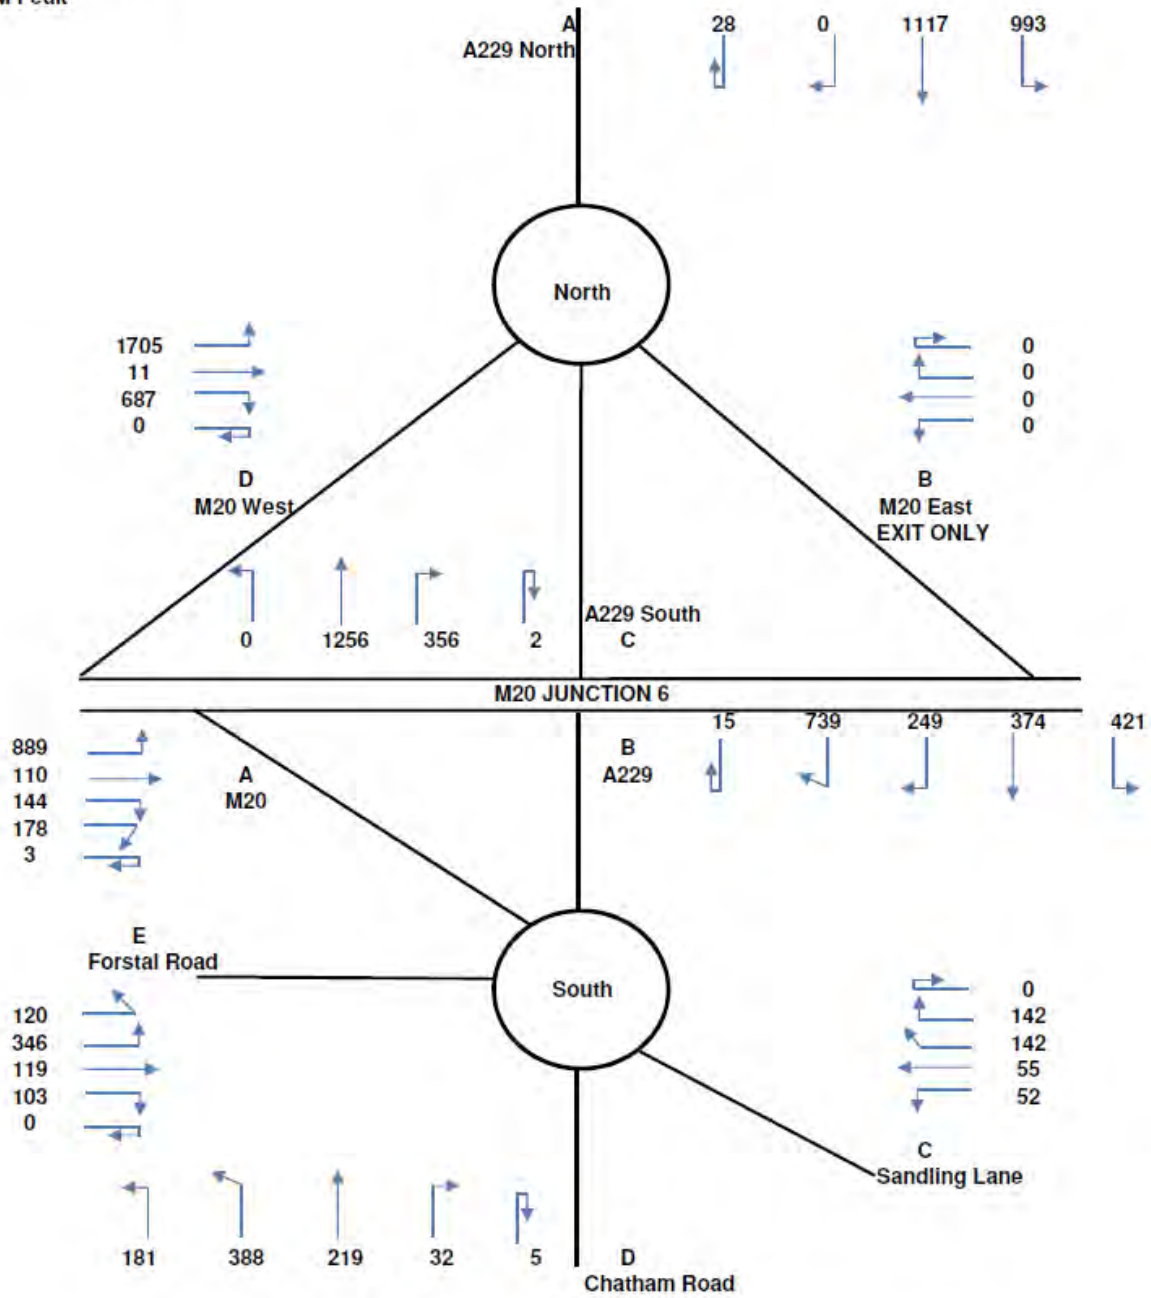 A
28 0 1117 993
A229 North
North
1705
11
687
0
0
0
0
0
D
M20 West
B
M20 East
EXIT ONLY
0 1256 356 2
A229 South
C
M20 JUNCTION 6
15 739 249 374 421
889
110
144
178
3
A
M20
B
A229
E
Forstal Road
South
120
346
119
103
0
0
142
142
55
52
C
Sandling Lane
181 388 219 32 5
D
Chatham Road